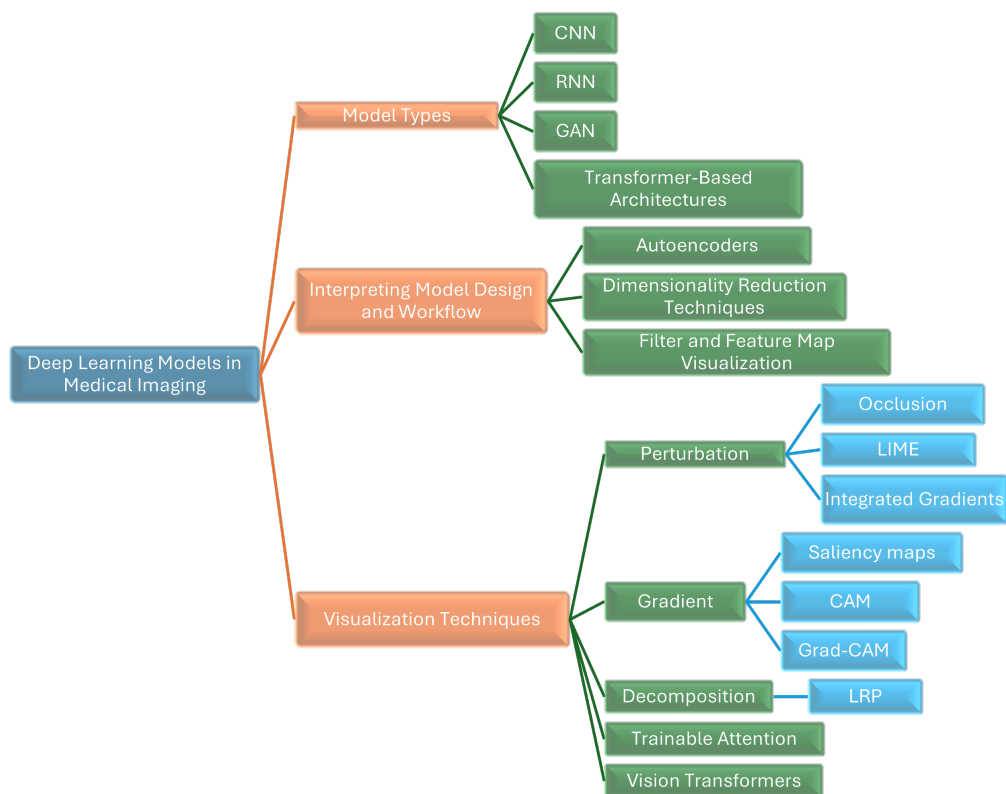 CNN
RNN
Model Types
GAN
Transformer-Based
Architectures
Autoencoders
Interpreting Model Design
and Workflow
Dimensionality Reduction
Techniques
Filter and Feature Map
Visualization
Deep Learning Models in
Medical Imaging
Occlusion
Perturbation
LIME
Integrated Gradients
Saliency maps
Gradient
CAM
Visualization Techniques
Grad-CAM
Decomposition
LRP
Trainable Attention
Vision Transformers